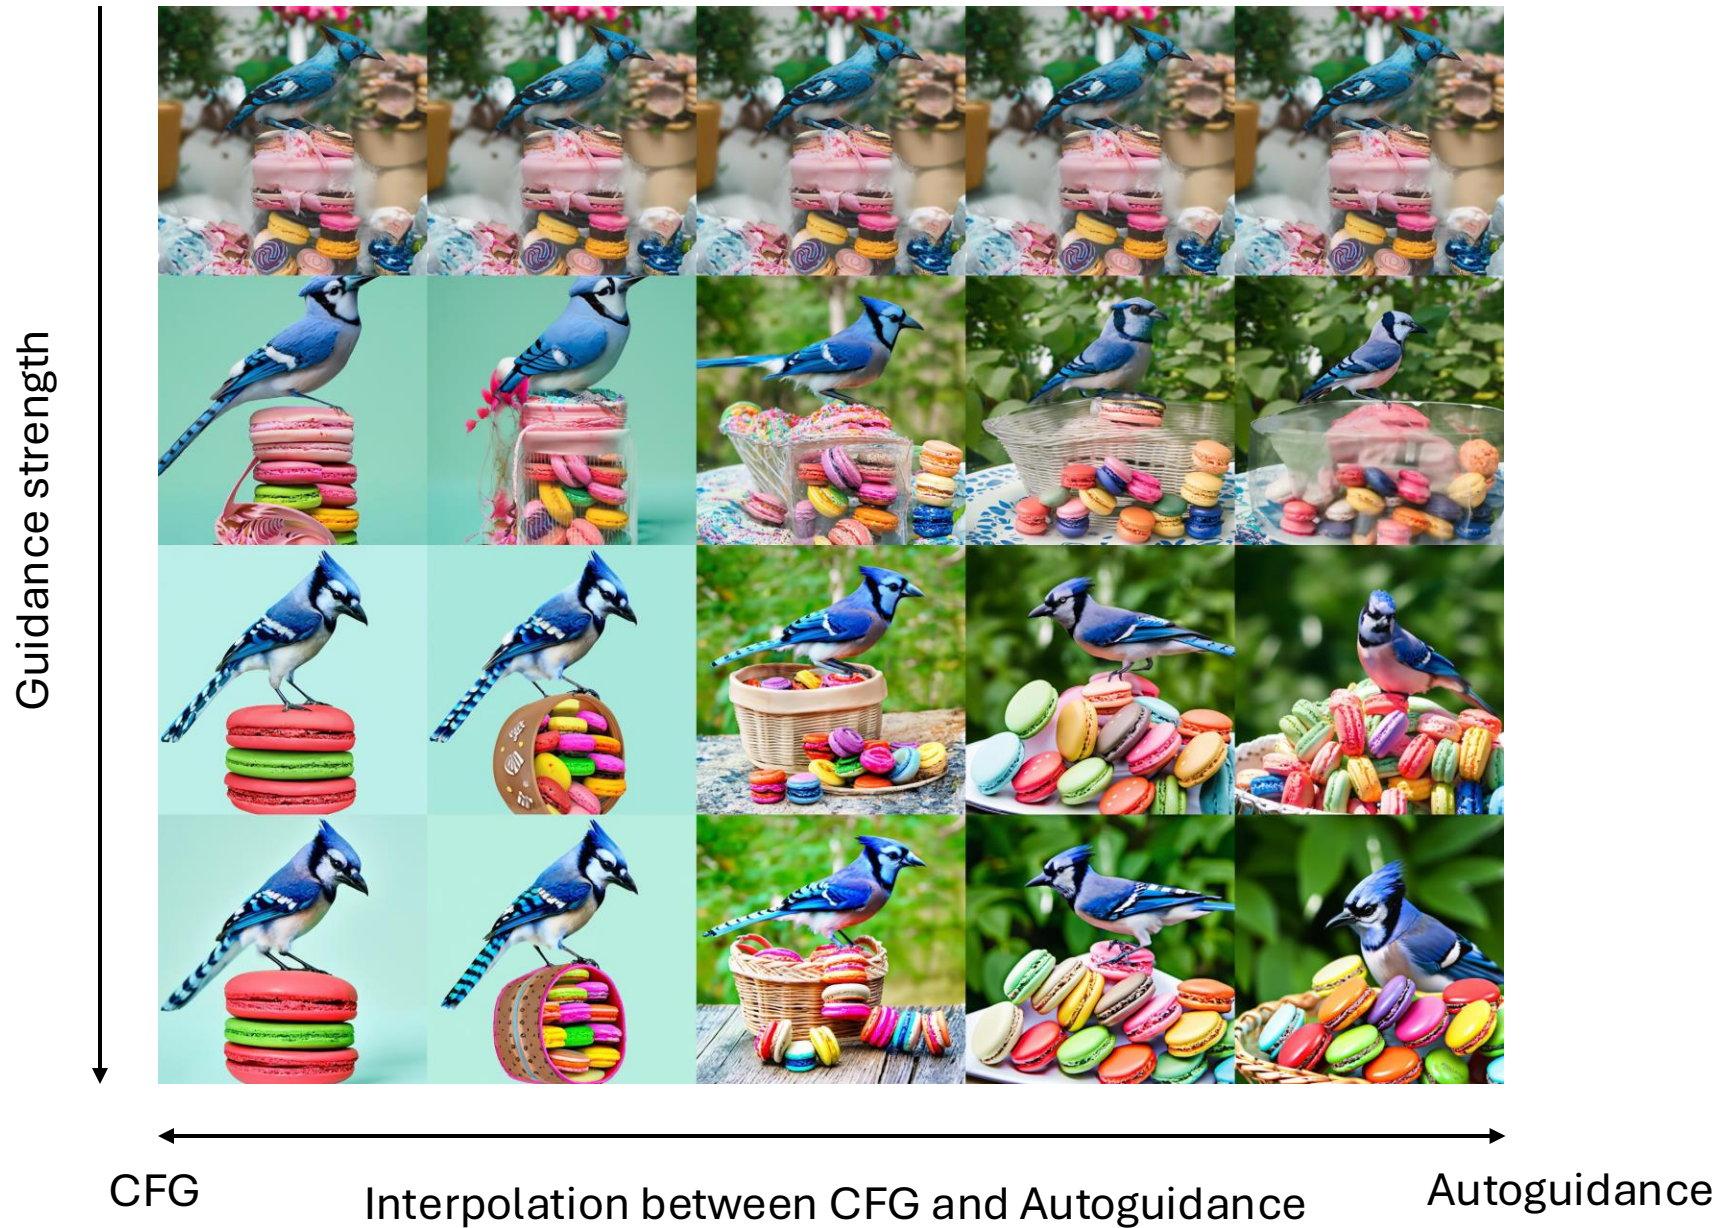 Guidance strength
CFG
Interpolation between CFG and Autoguidance
Autoguidance